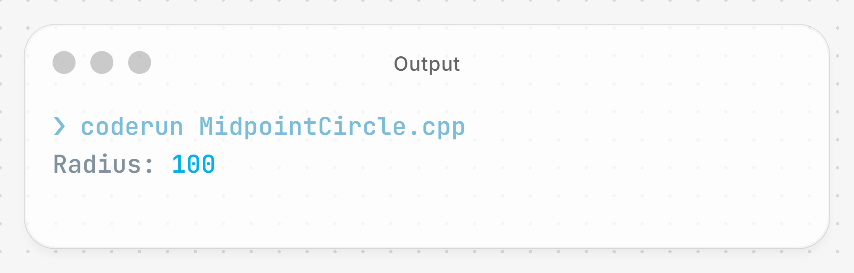 Output
❯ coderun MidpointCircle.cpp
Radius: 100